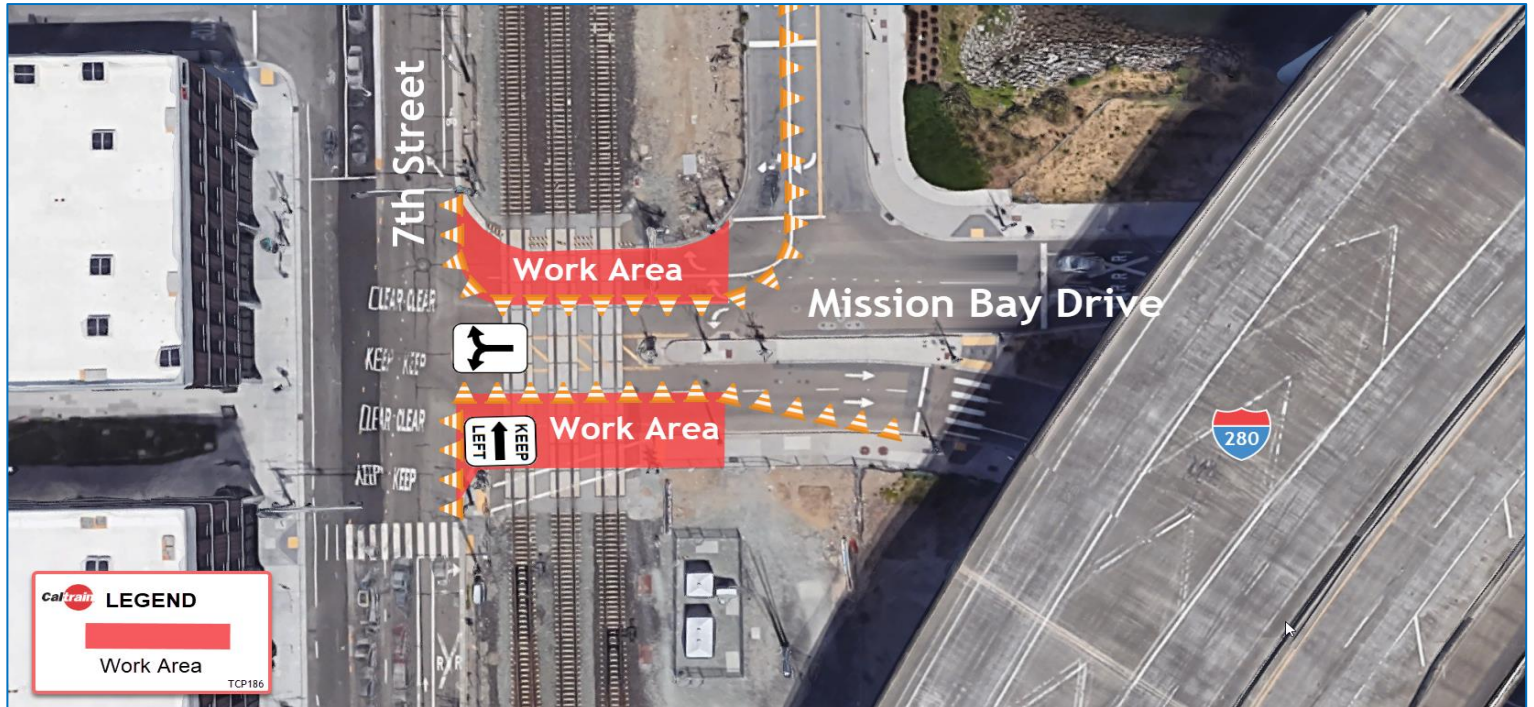 7th Street
Work Area
CLEAR CLEAR
Mission Bay Drive
KEEP KEEP
CLEAR CLEAR
KEEP LEFT
Work Area
280
KEEP KEEP
Caltrain LEGEND
Work Area
TCP186
R R